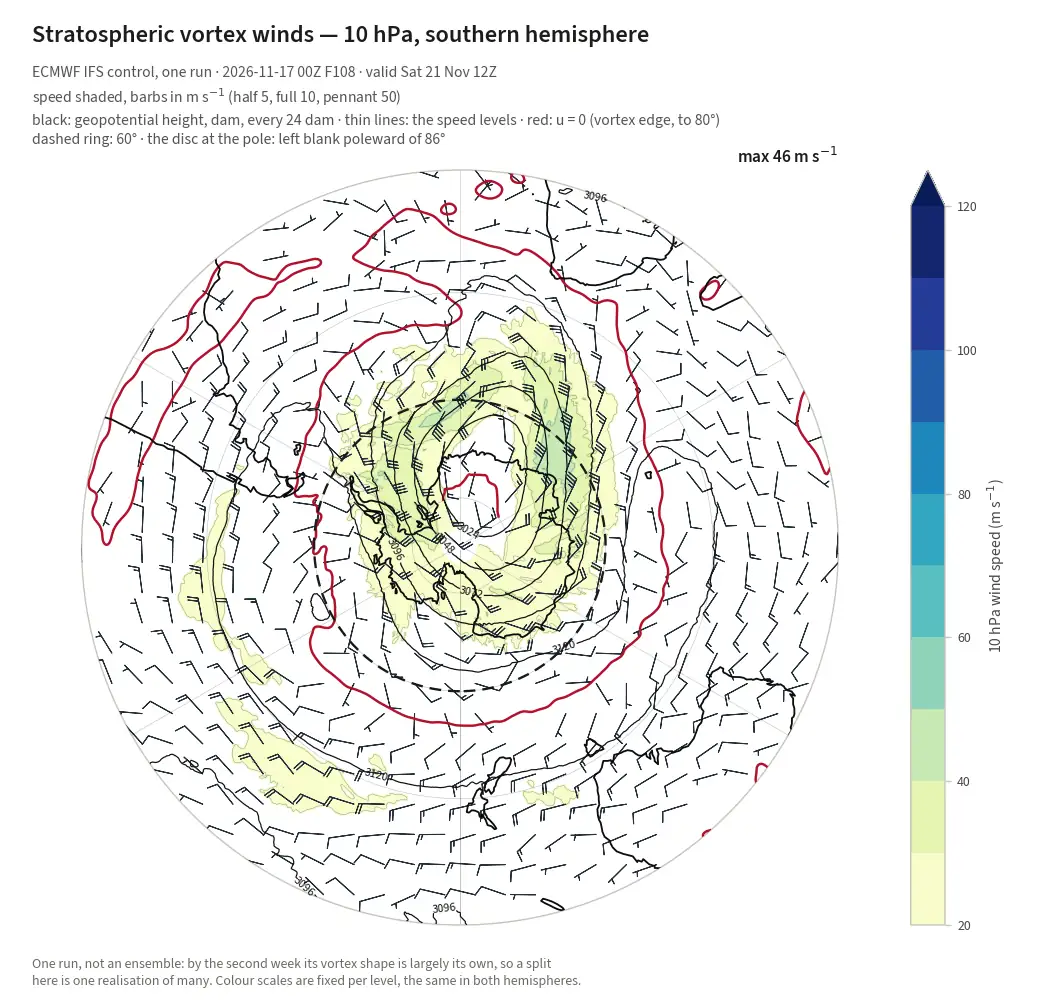 Stratospheric vortex winds — 10 hPa, southern hemisphere
ECMWF IFS control, one run · 2026-11-17 00Z F108 · valid Sat 21 Nov 12Z
speed shaded, barbs in m s⁻¹ (half 5, full 10, pennant 50)
black: geopotential height, dam, every 24 dam · thin lines: the speed levels · red: u = 0 (vortex edge, to 80°)
dashed ring: 60° · the disc at the pole: left blank poleward of 86°
max 46 m s⁻¹
3096
120
100
80
60
40
20
10 hPa wind speed (m s⁻¹)
3024
3048
3096
3072
3120
3120
3096
3096
One run, not an ensemble: by the second week its vortex shape is largely its own, so a split
here is one realisation of many. Colour scales are fixed per level, the same in both hemispheres.